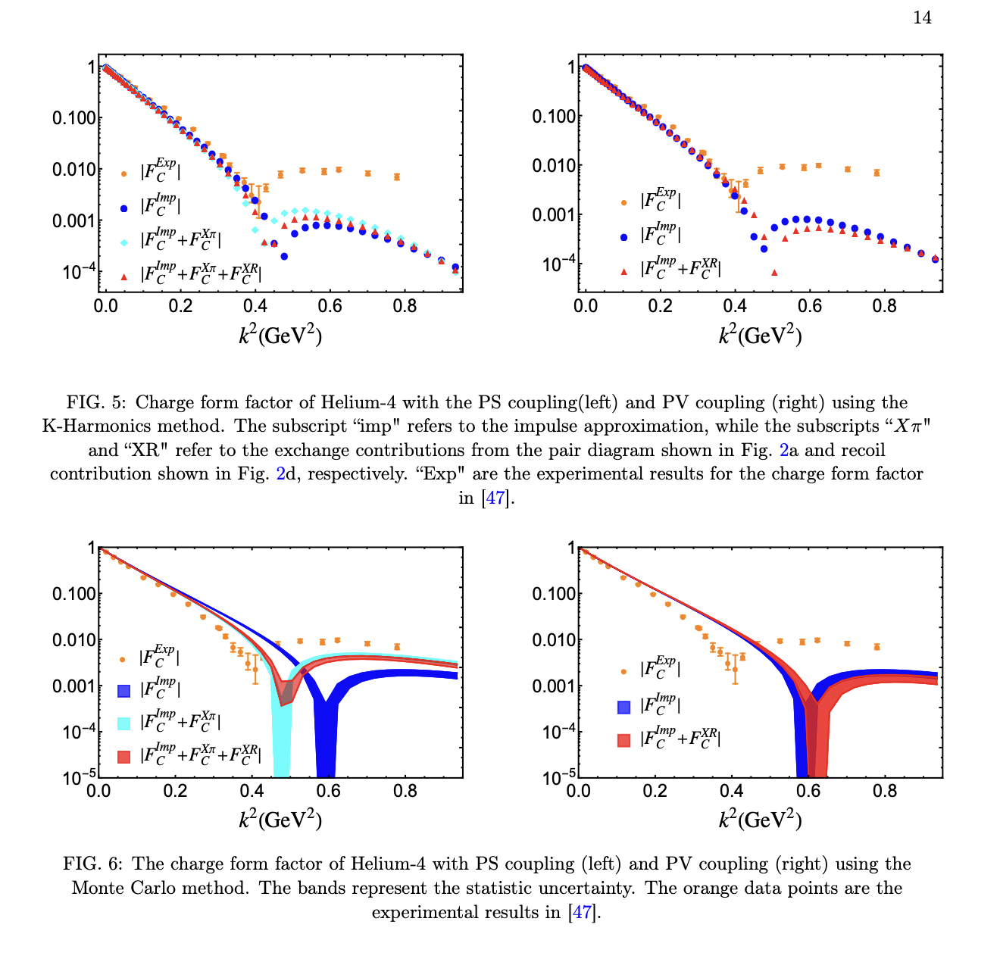 14
1
0.100
0.010
0.001
10⁻⁴
|F_C^Exp|
|F_C^Imp|
|F_C^Imp+F_C^Xπ|
|F_C^Imp+F_C^Xπ+F_C^XR|
0.0 0.2 0.4 0.6 0.8
k²(GeV²)
1
0.100
0.010
0.001
10⁻⁴
|F_C^Exp|
|F_C^Imp|
|F_C^Imp+F_C^XR|
0.0 0.2 0.4 0.6 0.8
k²(GeV²)
FIG. 5: Charge form factor of Helium-4 with the PS coupling(left) and PV coupling (right) using the
K-Harmonics method. The subscript “imp" refers to the impulse approximation, while the subscripts “Xπ"
and “XR" refer to the exchange contributions from the pair diagram shown in Fig. 2a and recoil
contribution shown in Fig. 2d, respectively. “Exp" are the experimental results for the charge form factor
in [47].
1
0.100
0.010
0.001
10⁻⁴
10⁻⁵
|F_C^Exp|
|F_C^Imp|
|F_C^Imp+F_C^Xπ|
|F_C^Imp+F_C^Xπ+F_C^XR|
0.0 0.2 0.4 0.6 0.8
k²(GeV²)
1
0.100
0.010
0.001
10⁻⁴
10⁻⁵
|F_C^Exp|
|F_C^Imp|
|F_C^Imp+F_C^XR|
0.0 0.2 0.4 0.6 0.8
k²(GeV²)
FIG. 6: The charge form factor of Helium-4 with PS coupling (left) and PV coupling (right) using the
Monte Carlo method. The bands represent the statistic uncertainty. The orange data points are the
experimental results in [47].